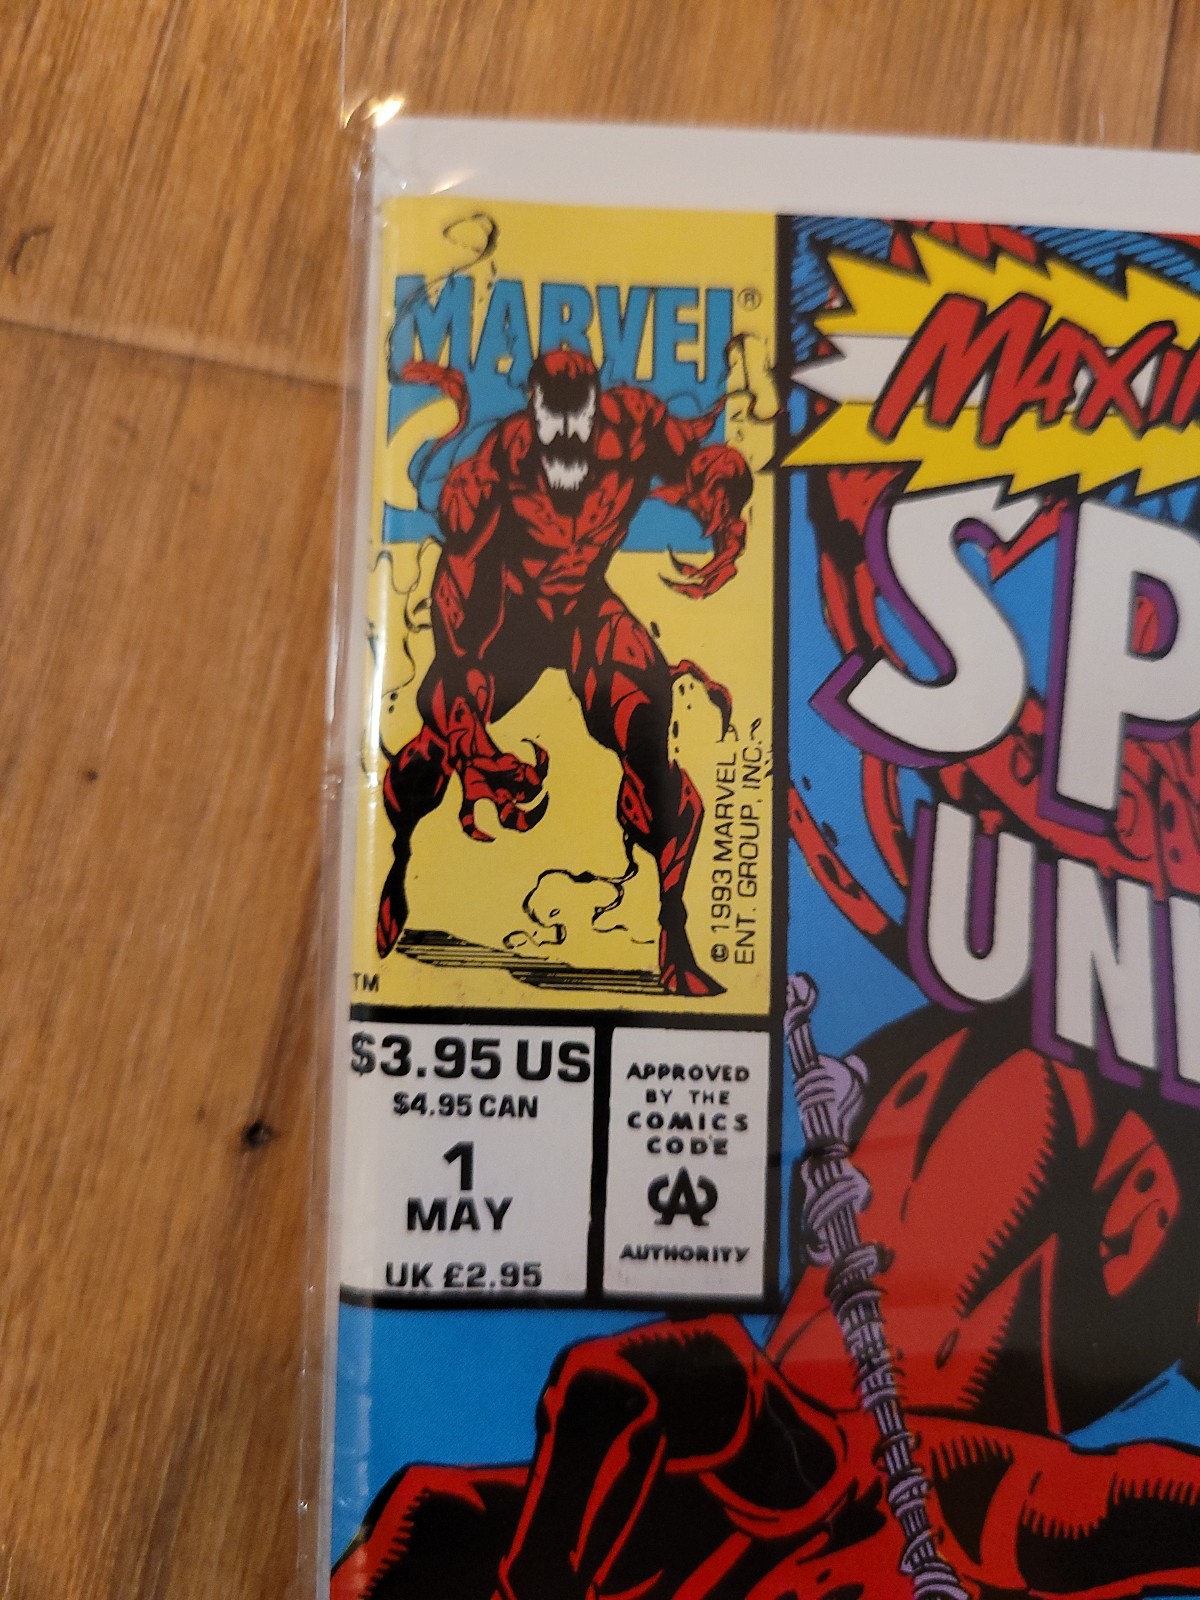 MARVEL®
© 1993 MARVEL
ENT. GROUP, INC.
TM
$3.95 US
$4.95 CAN
1
MAY
UK £2.95
APPROVED
BY THE
COMICS
CODE
CA
AUTHORITY
MAXI
SP
UN